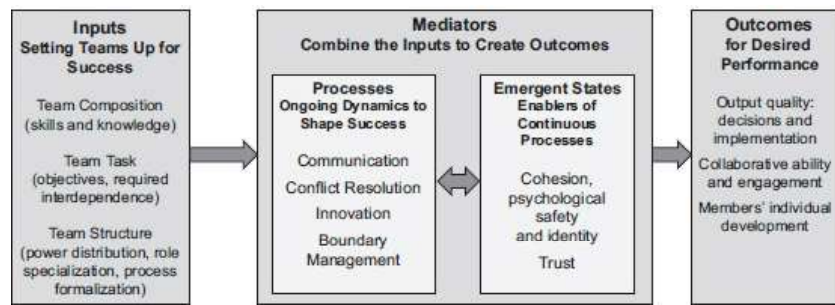 Inputs
Setting Teams Up for
Success
Team Composition
(skills and knowledge)
Team Task
(objectives, required
interdependence)
Team Structure
(power distribution, role
specialization, process
formalization)
Mediators
Combine the Inputs to Create Outcomes
Processes
Ongoing Dynamics to
Shape Success
Communication
Conflict Resolution
Innovation
Boundary
Management
Emergent States
Enablers of
Continuous
Processes
Cohesion,
psychological
safety
and identity
Trust
Outcomes
for Desired
Performance
Output quality:
decisions and
implementation
Collaborative ability
and engagement
Members' individual
development